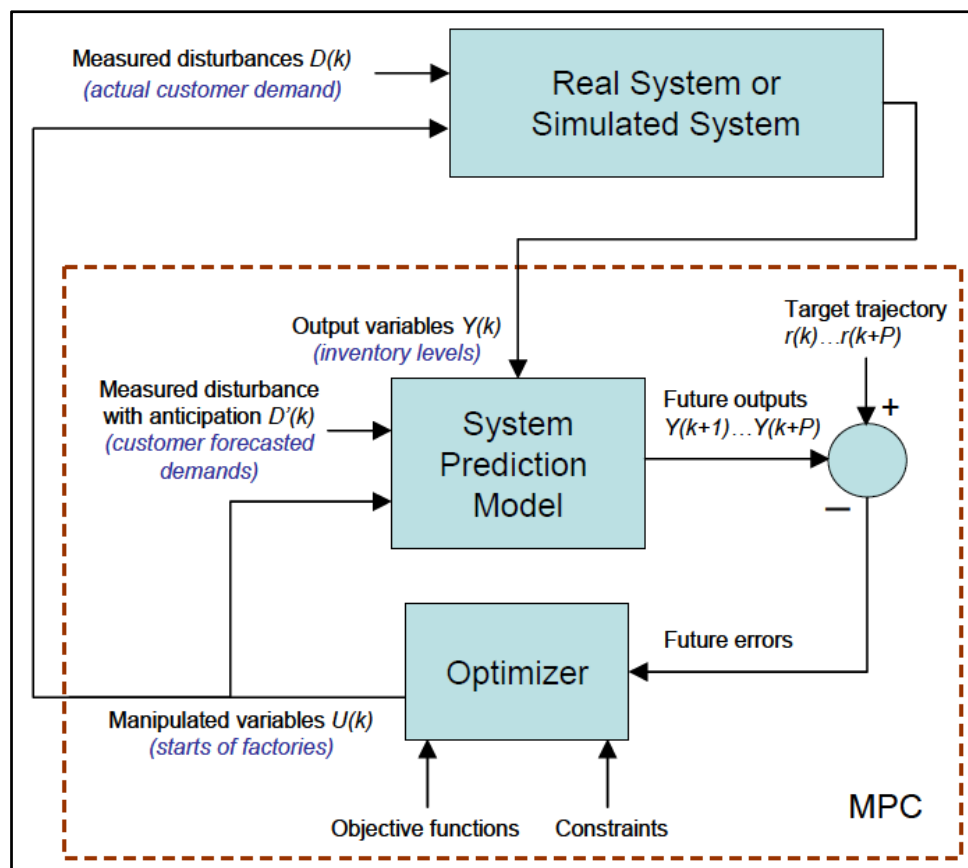 Measured disturbances D(k)
(actual customer demand)
Real System or
Simulated System
Target trajectory
r(k)…r(k+P)
Output variables Y(k)
(inventory levels)
Measured disturbance
with anticipation D'(k)
(customer forecasted
demands)
System
Prediction
Model
Future outputs
Y(k+1)…Y(k+P)
+
–
Optimizer
Future errors
Manipulated variables U(k)
(starts of factories)
Objective functions
Constraints
MPC